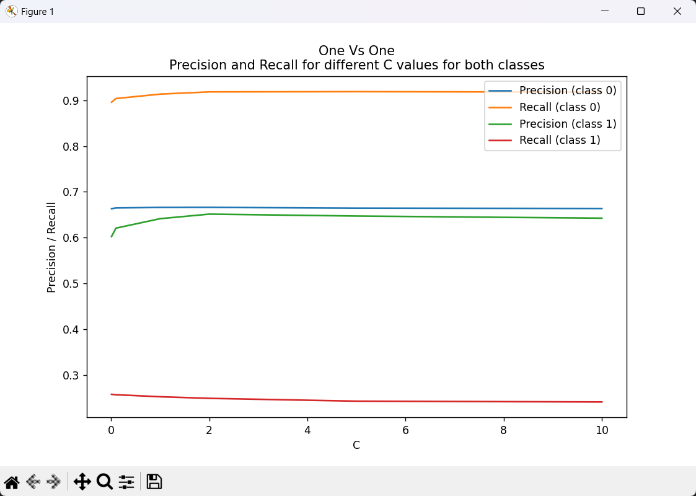 Figure 1
One Vs One
Precision and Recall for different C values for both classes
Precision / Recall
0.9
0.8
0.7
0.6
0.5
0.4
0.3
Precision (class 0)
Recall (class 0)
Precision (class 1)
Recall (class 1)
0 2 4 6 8 10
C